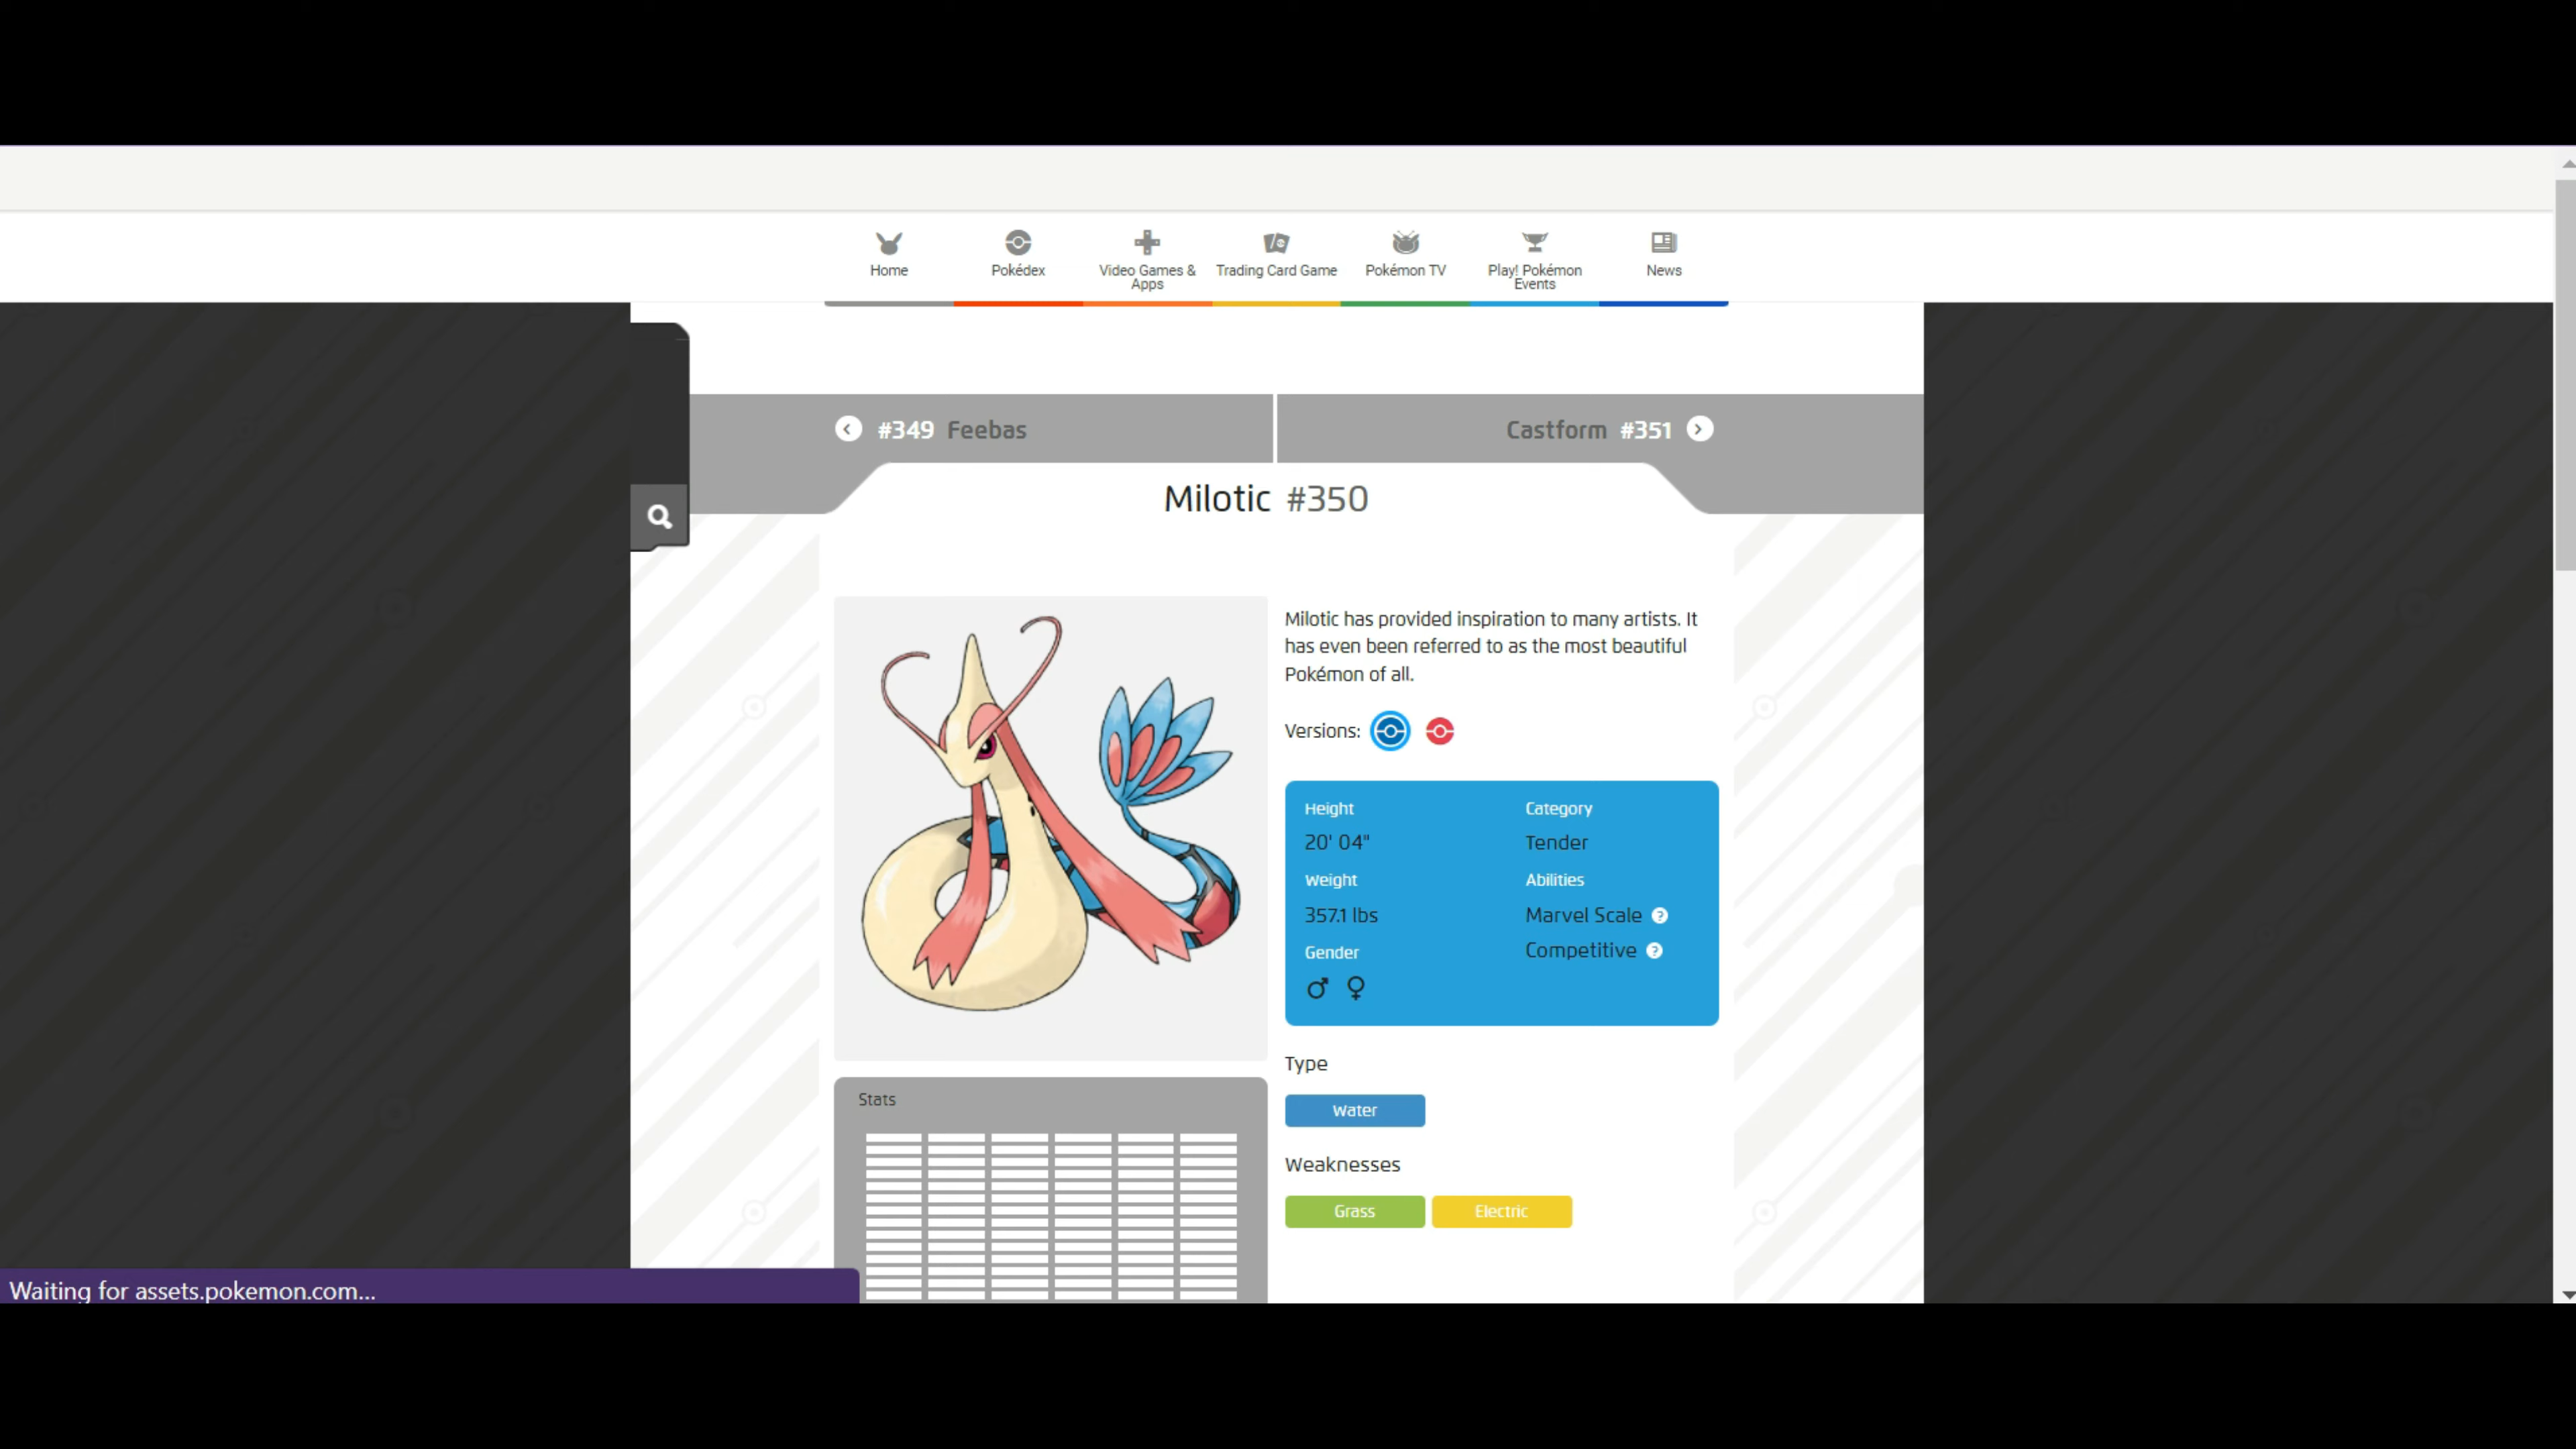 Home
Pokédex
Video Games &
Apps
Trading Card Game
Pokémon TV
Play! Pokémon
Events
News
#349 Feebas
Castform #351
Milotic #350
Milotic has provided inspiration to many artists. It
has even been referred to as the most beautiful
Pokémon of all.
Versions:
Height
20' 04"
Weight
357.1 lbs
Gender
Category
Tender
Abilities
Marvel Scale ?
Competitive ?
Type
Water
Weaknesses
Grass
Electric
Stats
Waiting for assets.pokemon.com...